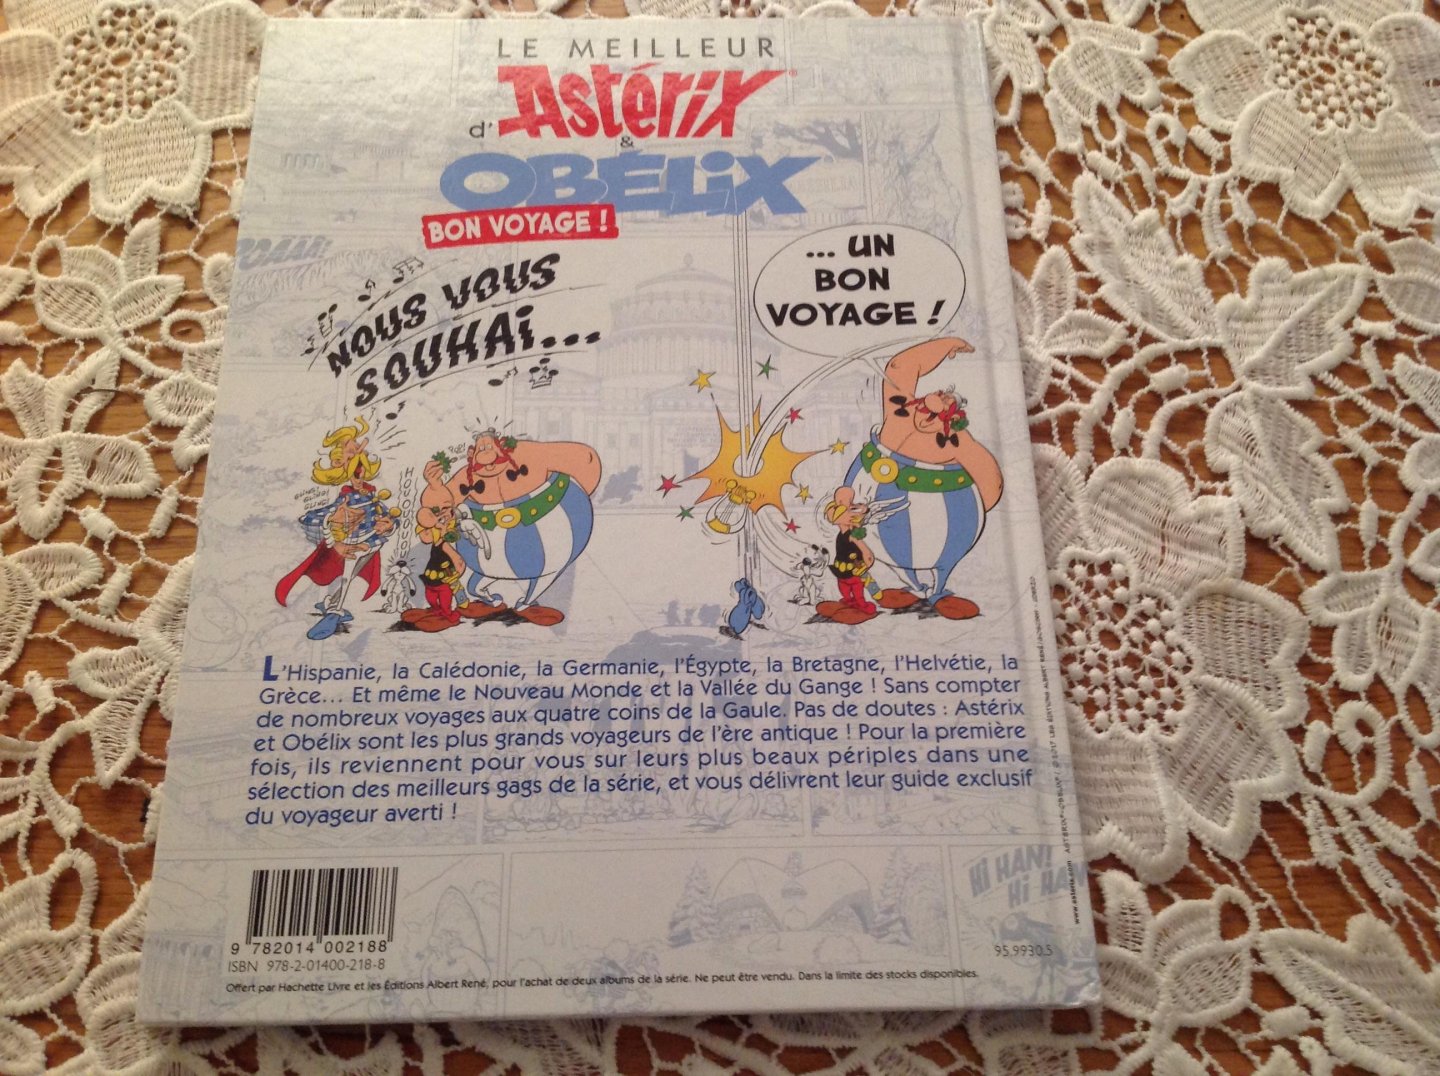 LE MEILLEUR
d'Astérix
&
OBÉLIX
BON VOYAGE !
NOUS VOUS
SOUHAI...
... UN
BON
VOYAGE !
L'Hispanie, la Calédonie, la Germanie, l'Égypte, la Bretagne, l'Helvétie, la
Grèce... Et même le Nouveau Monde et la Vallée du Gange ! Sans compter
de nombreux voyages aux quatre coins de la Gaule. Pas de doutes : Astérix
et Obélix sont les plus grands voyageurs de l'ère antique ! Pour la première
fois, ils reviennent pour vous sur leurs plus beaux périples dans une
sélection des meilleurs gags de la série, et vous délivrent leur guide exclusif
du voyageur averti !
HI HAN!
HI HA
9 782014 002188
ISBN 978-2-01400-218-8
95.9930.5
Offert par Hachette Livre et les Éditions Albert René, pour l'achat de deux albums de la série. Ne peut être vendu. Dans la limite des stocks disponibles.
www.asterix.com